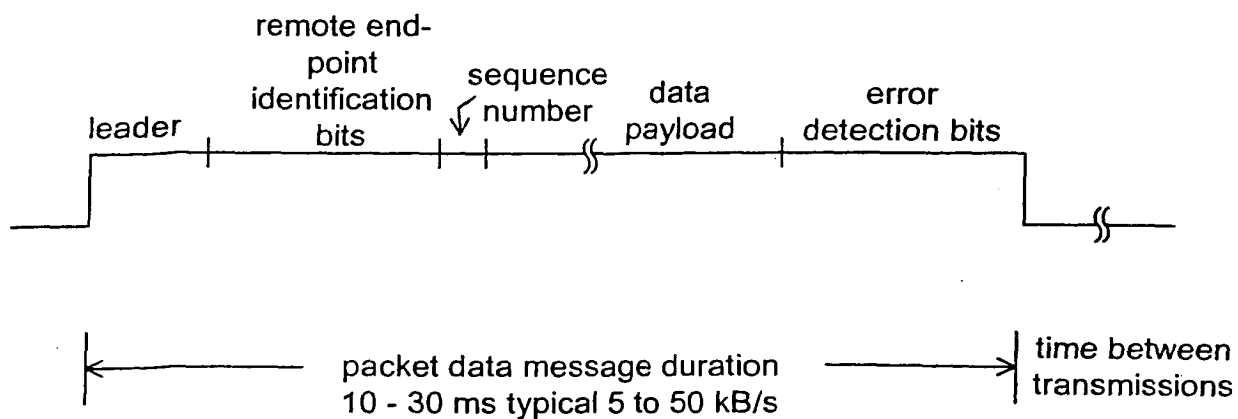 leader
remote end-
point
identification
bits
sequence
number
data
payload
error
detection bits
packet data message duration
10 - 30 ms typical 5 to 50 kB/s
time between
transmissions